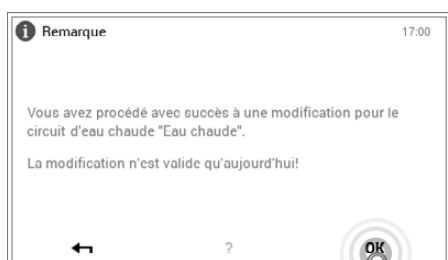 i Remarque 17:00
Vous avez procédé avec succès à une modification pour le
circuit d'eau chaude "Eau chaude".
La modification n'est valide qu'aujourd'hui!
? OK